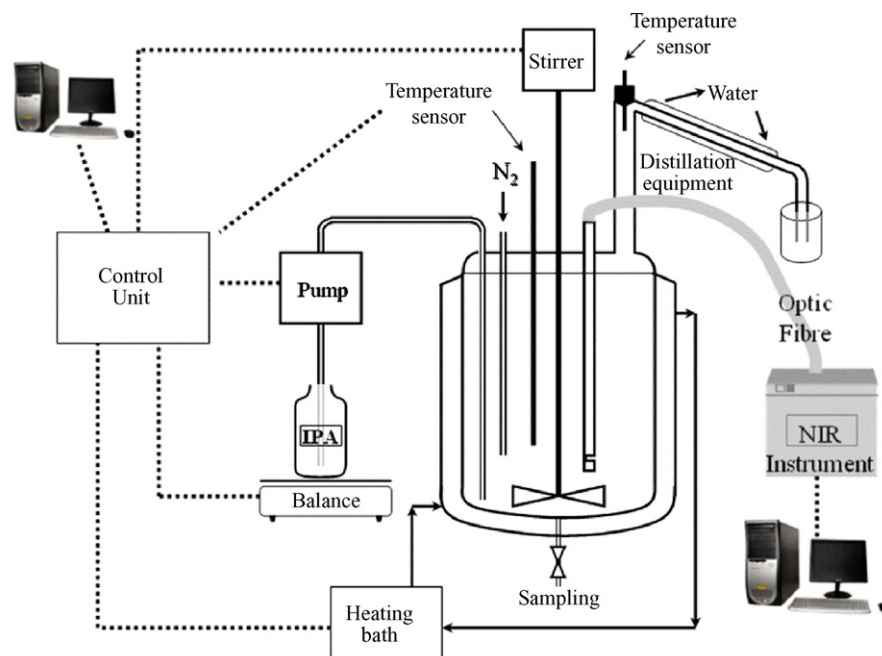 Temperature
sensor
Stirrer
Temperature
sensor
Water
N2
Distillation
equipment
Control
Unit
Pump
Optic
Fibre
IPA
NIR
Instrument
Balance
Sampling
Heating
bath